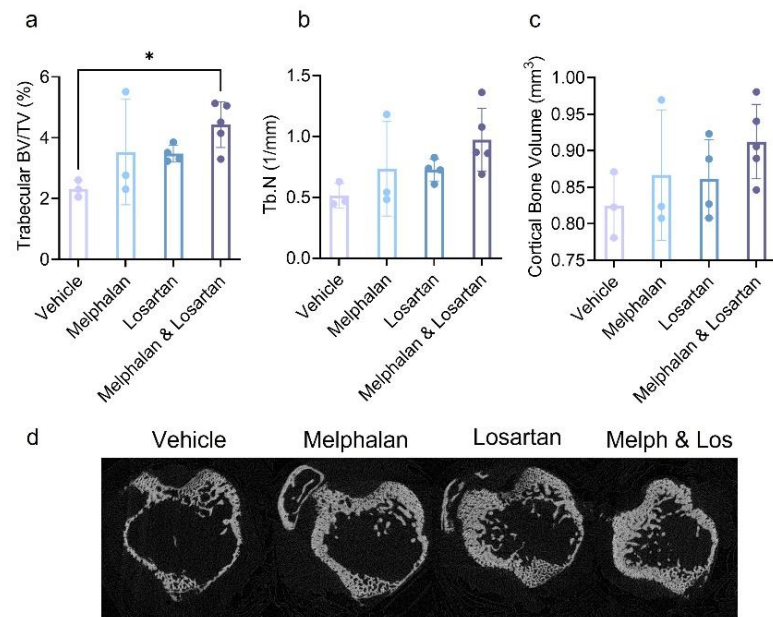 a
*
Trabecular BV/TV (%)
6
4
2
0
Vehicle
Melphalan
Losartan
Melphalan & Losartan
b
Tb.N (1/mm)
1.5
1.0
0.5
0.0
Vehicle
Melphalan
Losartan
Melphalan & Losartan
c
Cortical Bone Volume (mm³)
1.00
0.95
0.90
0.85
0.80
0.75
Vehicle
Melphalan
Losartan
Melphalan & Losartan
d
Vehicle
Melphalan
Losartan
Melph & Los